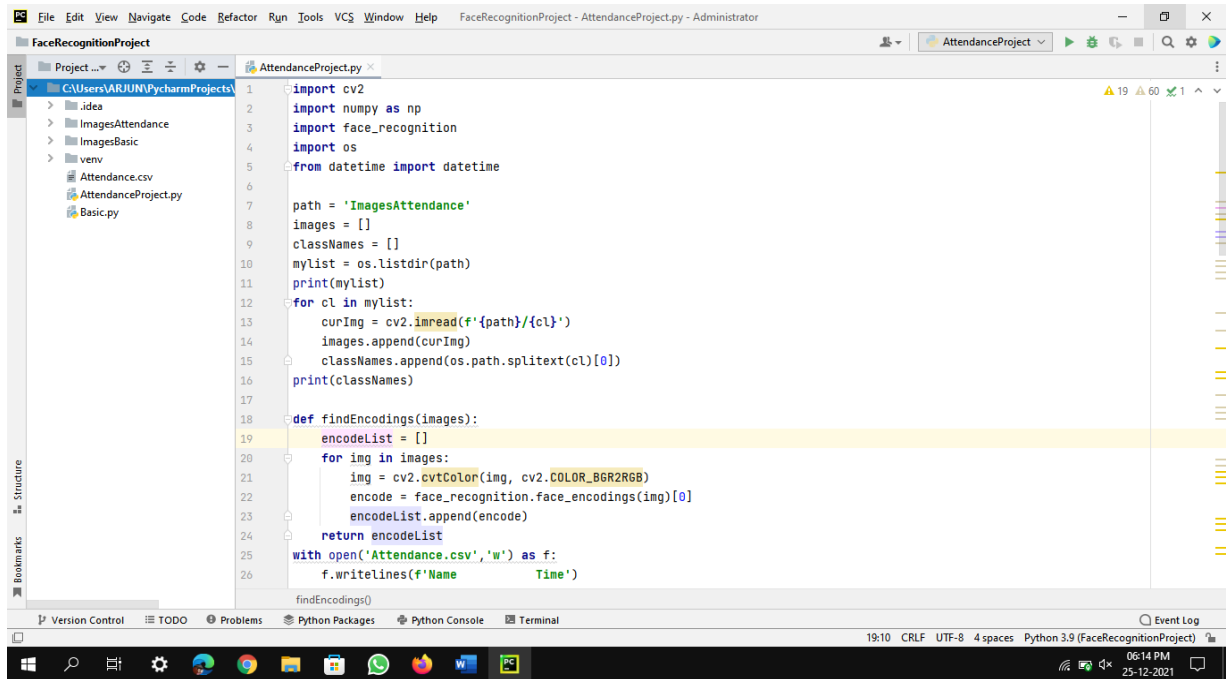 PC File Edit View Navigate Code Refactor Run Tools VCS Window Help FaceRecognitionProject - AttendanceProject.py - Administrator
FaceRecognitionProject AttendanceProject
Project Project ... AttendanceProject.py
C:\Users\ARJUN\PycharmProjects\
.idea
ImagesAttendance
ImagesBasic
venv
Attendance.csv
AttendanceProject.py
Basic.py
19 60 1
1 import cv2
2 import numpy as np
3 import face_recognition
4 import os
5 from datetime import datetime
6
7 path = 'ImagesAttendance'
8 images = []
9 classNames = []
10 mylist = os.listdir(path)
11 print(mylist)
12 for cl in mylist:
13     curImg = cv2.imread(f'{path}/{cl}')
14     images.append(curImg)
15     classNames.append(os.path.splitext(cl)[0])
16 print(classNames)
17
18 def findEncodings(images):
19     encodeList = []
20     for img in images:
21         img = cv2.cvtColor(img, cv2.COLOR_BGR2RGB)
22         encode = face_recognition.face_encodings(img)[0]
23         encodeList.append(encode)
24     return encodeList
25 with open('Attendance.csv','w') as f:
26     f.writelines(f'Name          Time')
findEncodings()
Structure
Bookmarks
Version Control TODO Problems Python Packages Python Console Terminal Event Log
19:10 CRLF UTF-8 4 spaces Python 3.9 (FaceRecognitionProject)
W PC
06:14 PM
25-12-2021